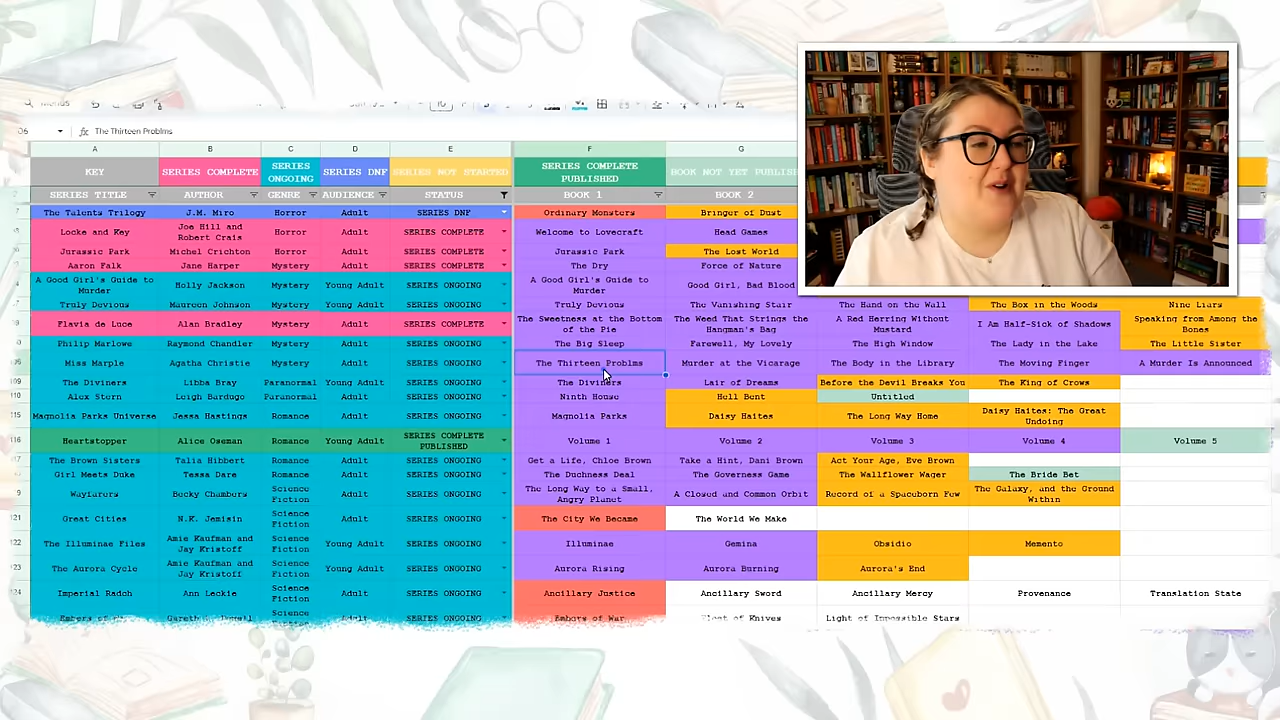 The Thirteen Problms
A B C D E F G
KEY SERIES COMPLETE SERIES ONGOING SERIES DNF SERIES NOT STARTED SERIES COMPLETE PUBLISHED BOOK NOT YET PUBLIS
SERIES TITLE AUTHOR GENRE AUDIENCE STATUS BOOK 1 BOOK 2
The Talents Trilogy J.M. Miro Horror Adult SERIES DNF Ordinary Monsters Bringer of Dust
Locke and Key Joe Hill and Robert Crais Horror Adult SERIES COMPLETE Welcome to Lovecraft Head Games
Jurassic Park Michel Crichton Horror Adult SERIES COMPLETE Jurassic Park The Lost World
Aaron Falk Jane Harper Mystery Adult SERIES COMPLETE The Dry Force of Nature
A Good Girl's Guide to Murder Holly Jackson Mystery Young Adult SERIES ONGOING A Good Girl's Guide to Murder Good Girl, Bad Blood
Truly Devious Maureen Johnson Mystery Young Adult SERIES ONGOING Truly Devious The Vanishing Stair The Hand on the Wall The Box in the Woods Nine Liars
Flavia de Luce Alan Bradley Mystery Adult SERIES COMPLETE The Sweetness at the Bottom of the Pie The Weed That Strings the Hangman's Bag A Red Herring Without Mustard I Am Half-Sick of Shadows Speaking from Among the Bones
Philip Marlowe Raymond Chandler Mystery Adult SERIES ONGOING The Big Sleep Farewell, My Lovely The High Window The Lady in the Lake The Little Sister
Miss Marple Agatha Christie Mystery Adult SERIES ONGOING The Thirteen Problms Murder at the Vicarage The Body in the Library The Moving Finger A Murder Is Announced
The Diviners Libba Bray Paranormal Young Adult SERIES ONGOING The Diviners Lair of Dreams Before the Devil Breaks You The King of Crows
Alex Stern Leigh Bardugo Paranormal Adult SERIES ONGOING Ninth House Hell Bent Untitled
Magnolia Parks Universe Jessa Hastings Romance Adult SERIES ONGOING Magnolia Parks Daisy Haites The Long Way Home Daisy Haites: The Great Undoing
116 Heartstopper Alice Oseman Romance Young Adult SERIES COMPLETE PUBLISHED Volume 1 Volume 2 Volume 3 Volume 4 Volume 5
The Brown Sisters Talia Hibbert Romance Adult SERIES ONGOING Get a Life, Chloe Brown Take a Hint, Dani Brown Act Your Age, Eve Brown
Girl Meets Duke Tessa Dare Romance Adult SERIES ONGOING The Duchess Deal The Governess Game The Wallflower Wager The Bride Bet
Wayfarers Becky Chambers Science Fiction Adult SERIES ONGOING The Long Way to a Small, Angry Planet A Closed and Common Orbit Record of a Spaceborn Few The Galaxy, and the Ground Within
121 Great Cities N.K. Jemisin Science Fiction Adult SERIES ONGOING The City We Became The World We Make
122 The Illuminae Files Amie Kaufman and Jay Kristoff Science Fiction Young Adult SERIES ONGOING Illuminae Gemina Obsidio Memento
123 The Aurora Cycle Amie Kaufman and Jay Kristoff Science Fiction Young Adult SERIES ONGOING Aurora Rising Aurora Burning Aurora's End
Imperial Radch Ann Leckie Science Fiction Adult SERIES ONGOING Ancillary Justice Ancillary Sword Ancillary Mercy Provenance Translation State
Science Adult SERIES ONGOING Embers of War Fleet of Knives Light of Impossible Stars